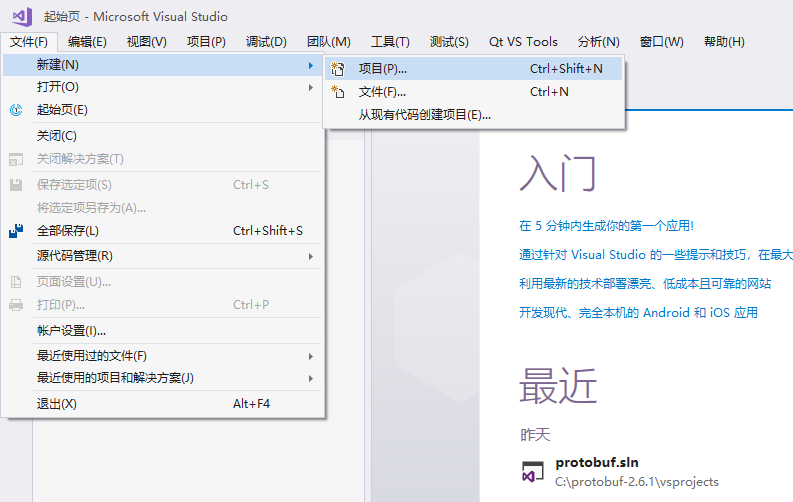 起始页 - Microsoft Visual Studio
文件(F) 编辑(E) 视图(V) 项目(P) 调试(D) 团队(M) 工具(T) 测试(S) Qt VS Tools 分析(N) 窗口(W) 帮助(H)
新建(N)
项目(P)... Ctrl+Shift+N
打开(O)
文件(F)... Ctrl+N
起始页(E)
从现有代码创建项目(E)...
关闭(C)
关闭解决方案(T)
保存选定项(S) Ctrl+S
将选定项另存为(A)...
全部保存(L) Ctrl+Shift+S
源代码管理(R)
页面设置(U)...
打印(P)... Ctrl+P
帐户设置(I)...
最近使用过的文件(F)
最近使用的项目和解决方案(J)
退出(X) Alt+F4
入门
在 5 分钟内生成你的第一个应用!
通过针对 Visual Studio 的一些提示和技巧，在最大
利用最新的技术部署漂亮、低成本且可靠的网站
开发现代、完全本机的 Android 和 iOS 应用
最近
昨天
protobuf.sln
C:\protobuf-2.6.1\vsprojects